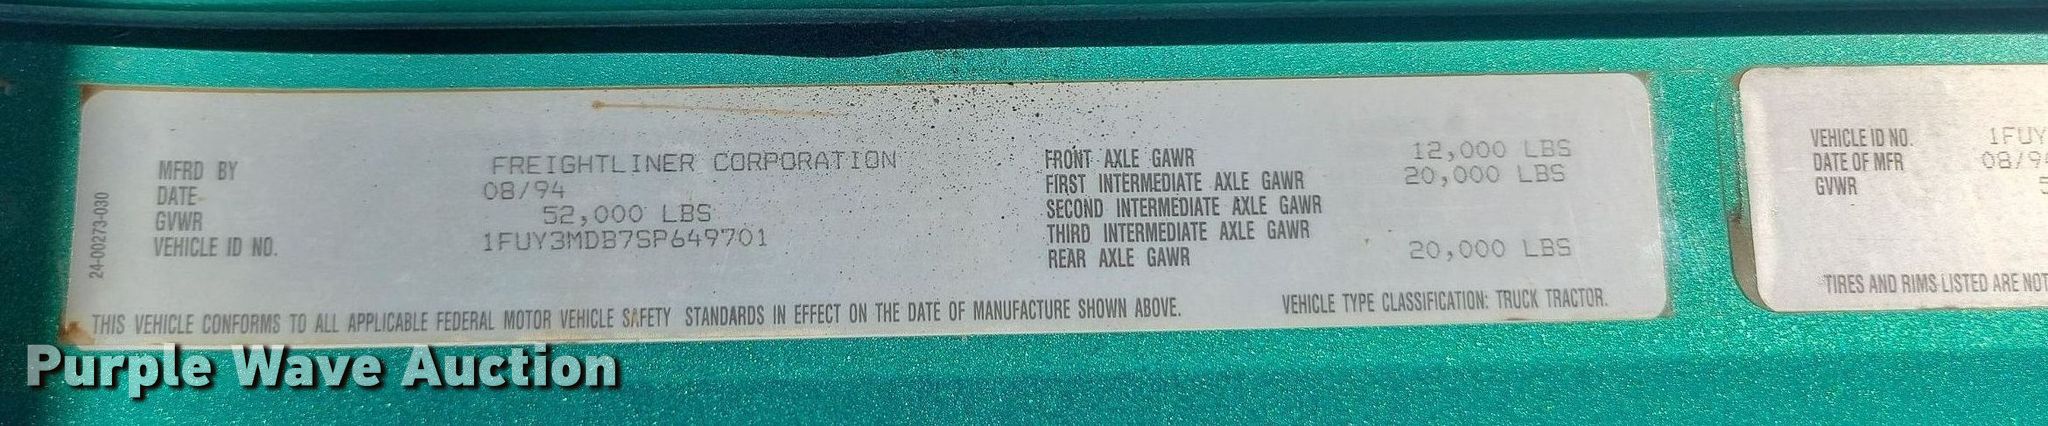 MFRD BY FREIGHTLINER CORPORATION
DATE 08/94
GVWR 52,000 LBS
VEHICLE ID NO. 1FUY3MDB7SP649701
24-00273-030
FRONT AXLE GAWR 12,000 LBS
FIRST INTERMEDIATE AXLE GAWR 20,000 LBS
SECOND INTERMEDIATE AXLE GAWR
THIRD INTERMEDIATE AXLE GAWR
REAR AXLE GAWR 20,000 LBS
THIS VEHICLE CONFORMS TO ALL APPLICABLE FEDERAL MOTOR VEHICLE SAFETY STANDARDS IN EFFECT ON THE DATE OF MANUFACTURE SHOWN ABOVE. VEHICLE TYPE CLASSIFICATION: TRUCK TRACTOR.
VEHICLE ID NO. 1FUY
DATE OF MFR 08/94
GVWR 5
TIRES AND RIMS LISTED ARE NOT
Purple Wave Auction